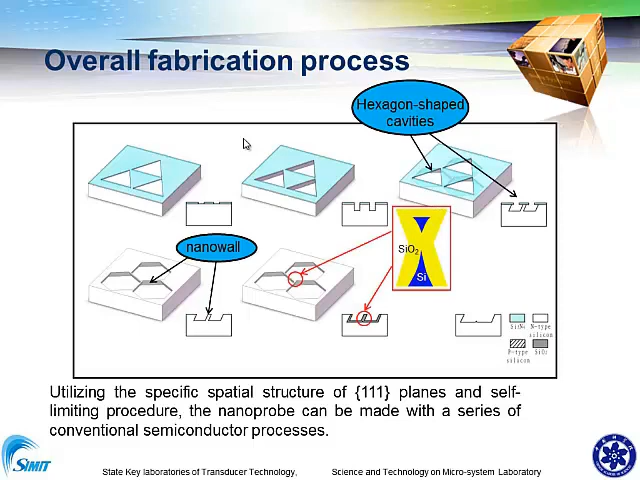 Overall fabrication process
Hexagon-shaped
cavities
nanowall
SiO2
Si
Si3N4
N-type
silicon
P-type
silicon
SiO2
Utilizing the specific spatial structure of {111} planes and self-
limiting procedure, the nanoprobe can be made with a series of
conventional semiconductor processes.
SIMIT
State Key laboratories of Transducer Technology, Science and Technology on Micro-system Laboratory